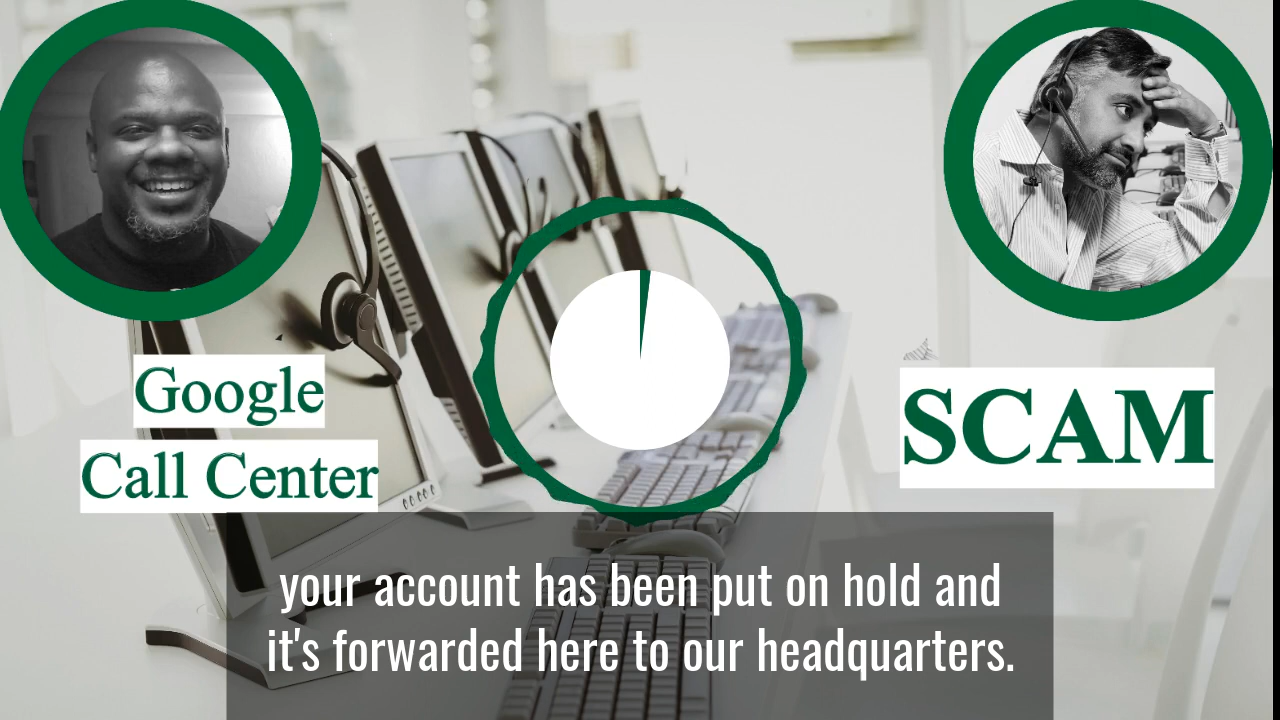 Google
Call Center
SCAM
your account has been put on hold and
it's forwarded here to our headquarters.